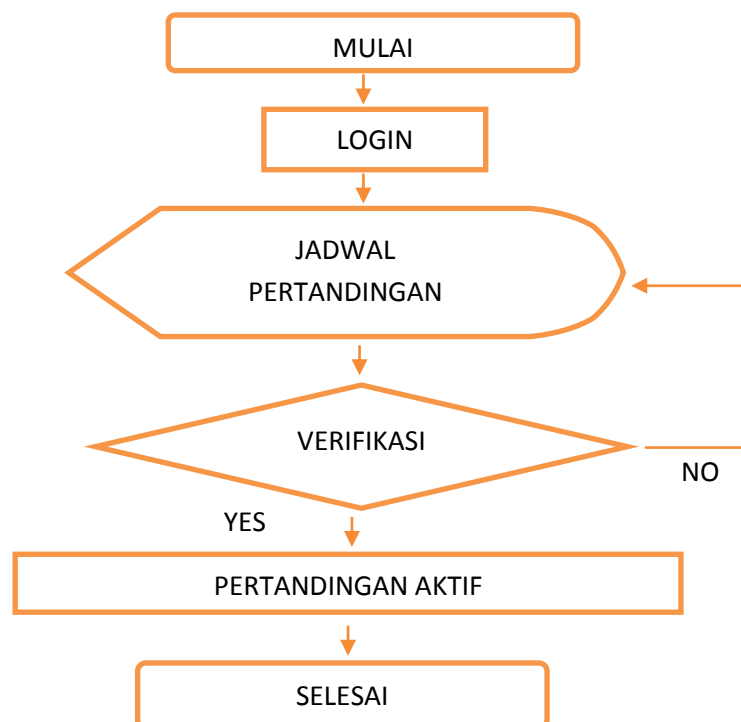 MULAI
LOGIN
JADWAL
PERTANDINGAN
VERIFIKASI
NO
YES
PERTANDINGAN AKTIF
SELESAI